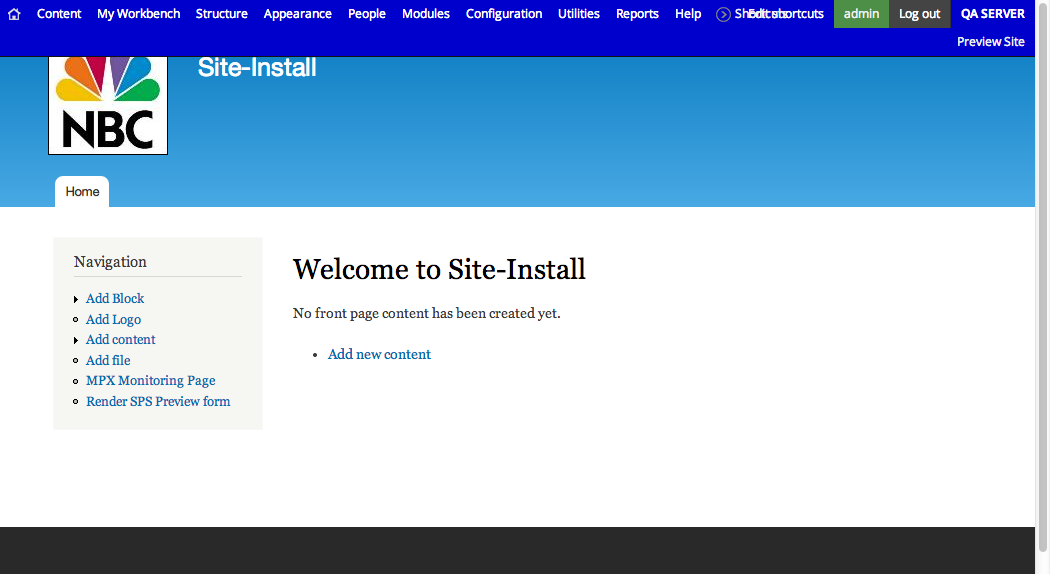 Content My Workbench Structure Appearance People Modules Configuration Utilities Reports Help Shortcuts Edit shortcuts admin Log out QA SERVER
Preview Site
Site-Install
NBC
Home
Navigation
Add Block
Add Logo
Add content
Add file
MPX Monitoring Page
Render SPS Preview form
Welcome to Site-Install
No front page content has been created yet.
Add new content